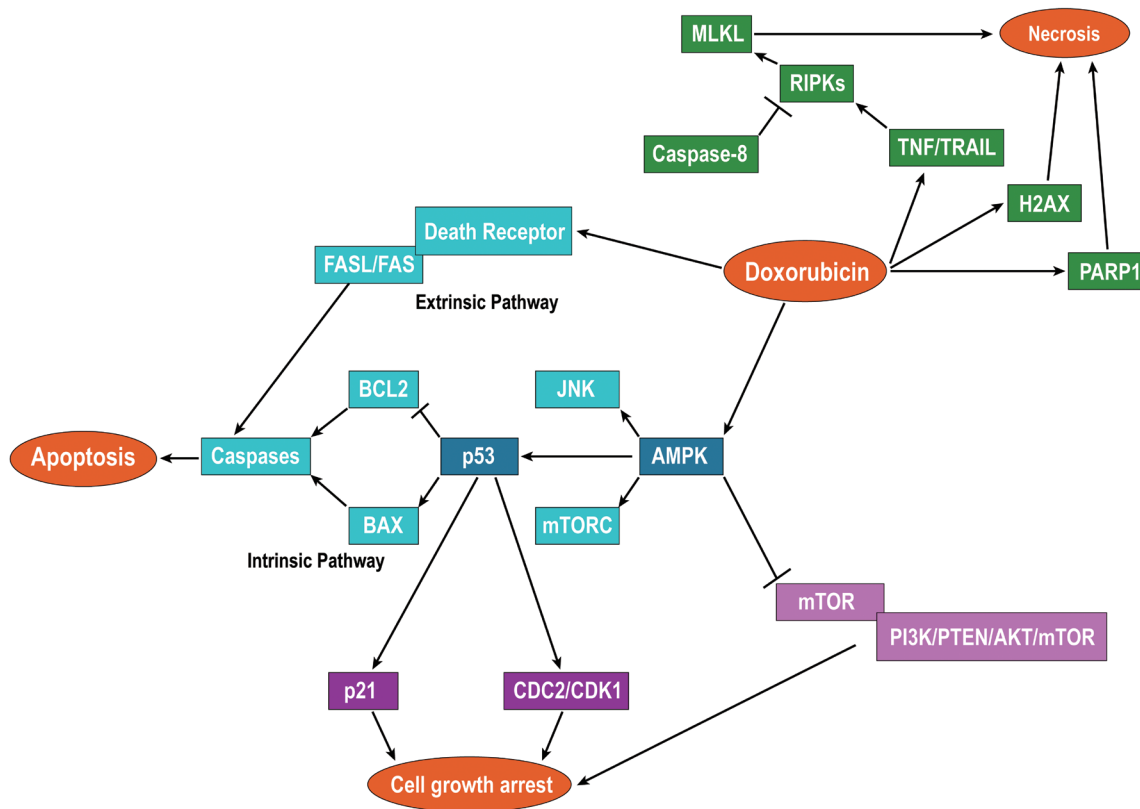 MLKL
Necrosis
RIPKs
Caspase-8
TNF/TRAIL
H2AX
Death Receptor
FASL/FAS
Doxorubicin
PARP1
Extrinsic Pathway
BCL2
JNK
Apoptosis
Caspases
p53
AMPK
BAX
mTORC
Intrinsic Pathway
mTOR
PI3K/PTEN/AKT/mTOR
p21
CDC2/CDK1
Cell growth arrest